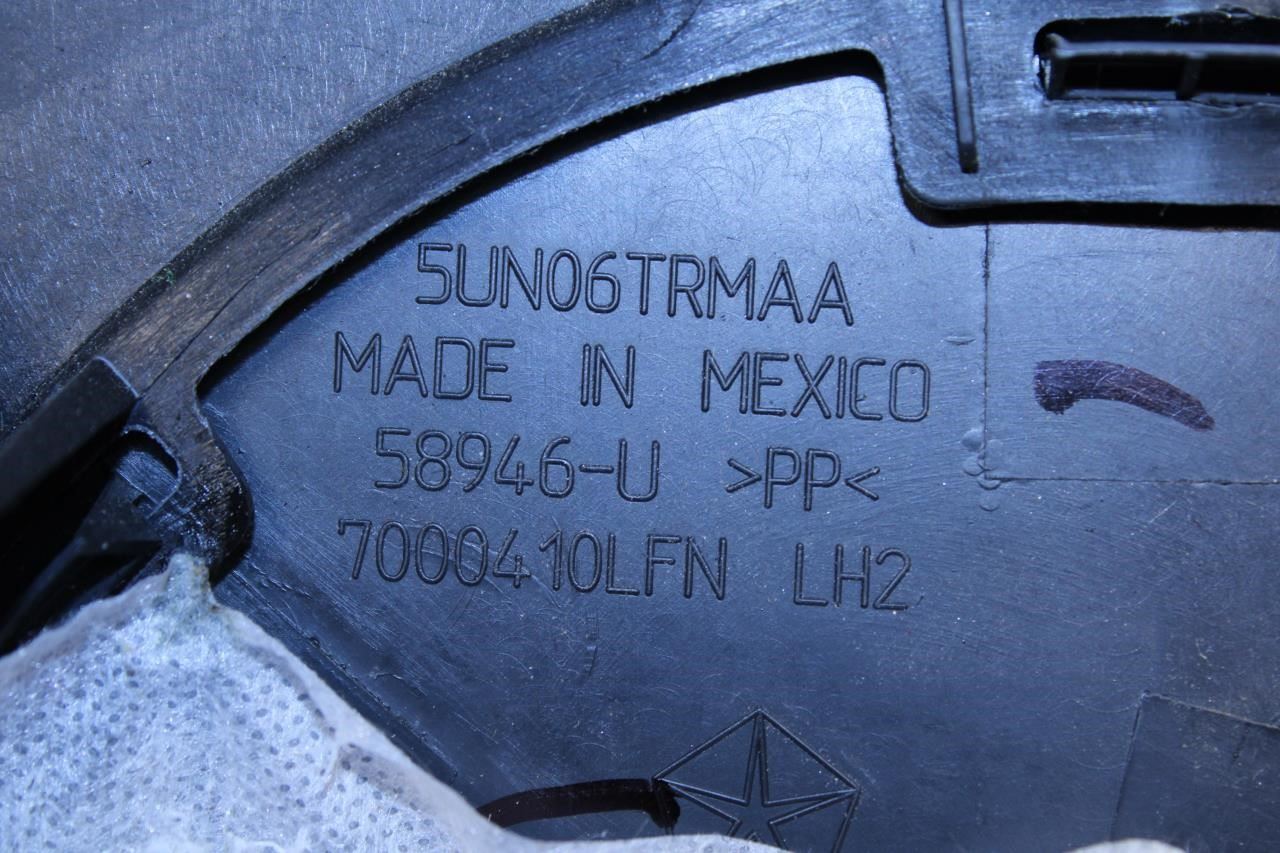 5UN06TRMAA
MADE IN MEXICO
58946-U >PP<
7000410LFN LH2